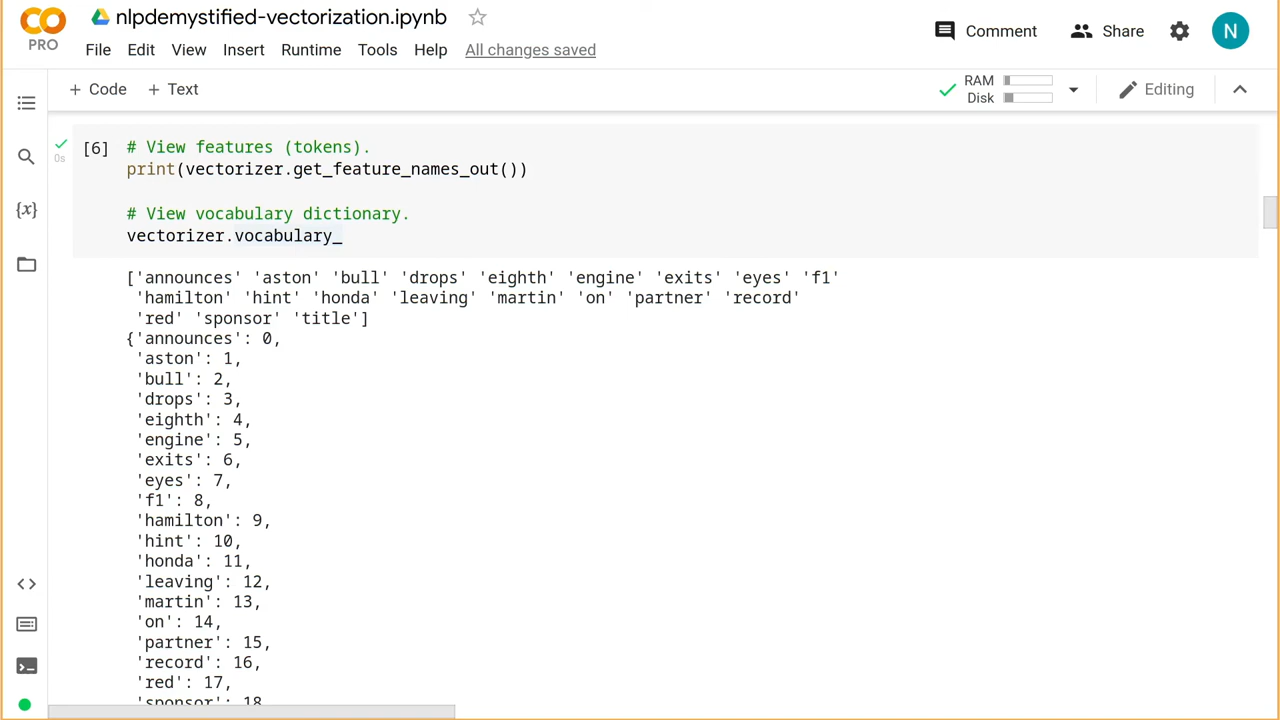 nlpdemystified-vectorization.ipynb
PRO
File Edit View Insert Runtime Tools Help All changes saved
Comment Share N
+ Code + Text
RAM
Disk
Editing
[6]
0s
# View features (tokens).
print(vectorizer.get_feature_names_out())
# View vocabulary dictionary.
vectorizer.vocabulary_
{x}
['announces' 'aston' 'bull' 'drops' 'eighth' 'engine' 'exits' 'eyes' 'f1'
'hamilton' 'hint' 'honda' 'leaving' 'martin' 'on' 'partner' 'record'
'red' 'sponsor' 'title']
{'announces': 0,
'aston': 1,
'bull': 2,
'drops': 3,
'eighth': 4,
'engine': 5,
'exits': 6,
'eyes': 7,
'f1': 8,
'hamilton': 9,
'hint': 10,
'honda': 11,
'leaving': 12,
'martin': 13,
'on': 14,
'partner': 15,
'record': 16,
'red': 17,
'sponsor': 18